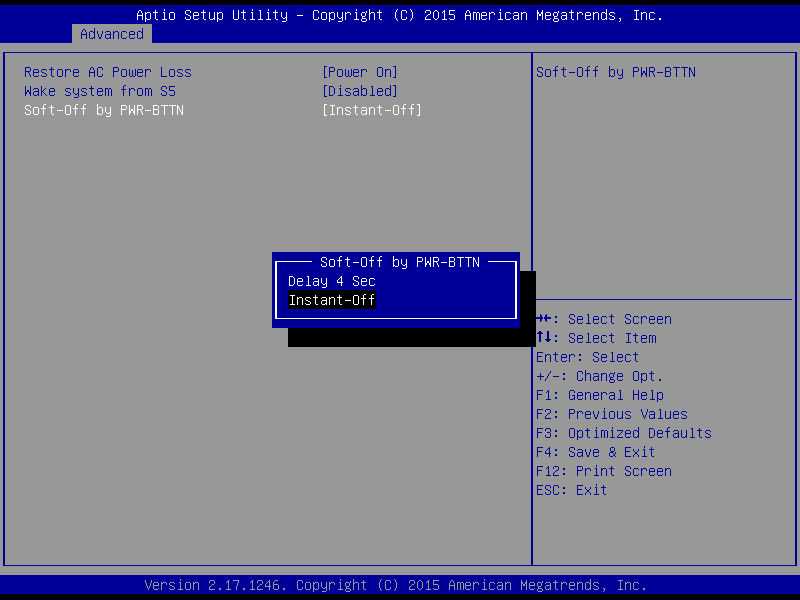 Aptio Setup Utility – Copyright (C) 2015 American Megatrends, Inc.
Advanced
Restore AC Power Loss [Power On]
Wake system from S5 [Disabled]
Soft-Off by PWR-BTTN [Instant-Off]
Soft-Off by PWR-BTTN
Soft-Off by PWR-BTTN
Delay 4 Sec
Instant-Off
→←: Select Screen
↑↓: Select Item
Enter: Select
+/-: Change Opt.
F1: General Help
F2: Previous Values
F3: Optimized Defaults
F4: Save & Exit
F12: Print Screen
ESC: Exit
Version 2.17.1246. Copyright (C) 2015 American Megatrends, Inc.